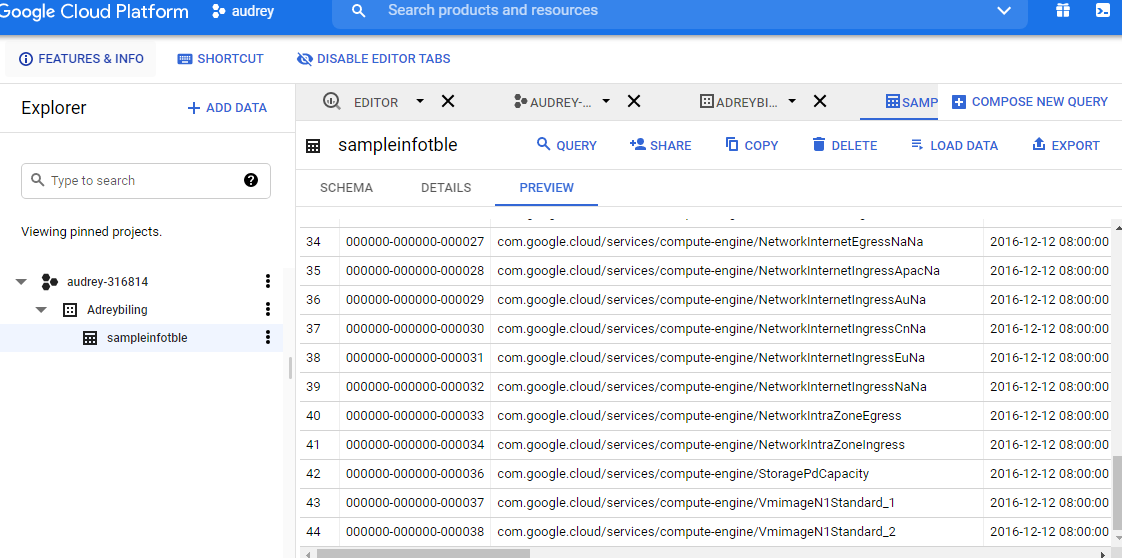 Google Cloud Platform audrey Search products and resources
FEATURES & INFO SHORTCUT DISABLE EDITOR TABS
Explorer + ADD DATA
EDITOR AUDREY-... ADREYBI... SAMP COMPOSE NEW QUERY
sampleinfotble QUERY SHARE COPY DELETE LOAD DATA EXPORT
Type to search
SCHEMA DETAILS PREVIEW
Viewing pinned projects.
audrey-316814
Adreybiling
sampleinfotble
34 000000-000000-000027 com.google.cloud/services/compute-engine/NetworkInternetEgressNaNa 2016-12-12 08:00:00
35 000000-000000-000028 com.google.cloud/services/compute-engine/NetworkInternetIngressApacNa 2016-12-12 08:00:00
36 000000-000000-000029 com.google.cloud/services/compute-engine/NetworkInternetIngressAuNa 2016-12-12 08:00:00
37 000000-000000-000030 com.google.cloud/services/compute-engine/NetworkInternetIngressCnNa 2016-12-12 08:00:00
38 000000-000000-000031 com.google.cloud/services/compute-engine/NetworkInternetIngressEuNa 2016-12-12 08:00:00
39 000000-000000-000032 com.google.cloud/services/compute-engine/NetworkInternetIngressNaNa 2016-12-12 08:00:00
40 000000-000000-000033 com.google.cloud/services/compute-engine/NetworkIntraZoneEgress 2016-12-12 08:00:00
41 000000-000000-000034 com.google.cloud/services/compute-engine/NetworkIntraZoneIngress 2016-12-12 08:00:00
42 000000-000000-000036 com.google.cloud/services/compute-engine/StoragePdCapacity 2016-12-12 08:00:00
43 000000-000000-000037 com.google.cloud/services/compute-engine/VmimageN1Standard_1 2016-12-12 08:00:00
44 000000-000000-000038 com.google.cloud/services/compute-engine/VmimageN1Standard_2 2016-12-12 08:00:00